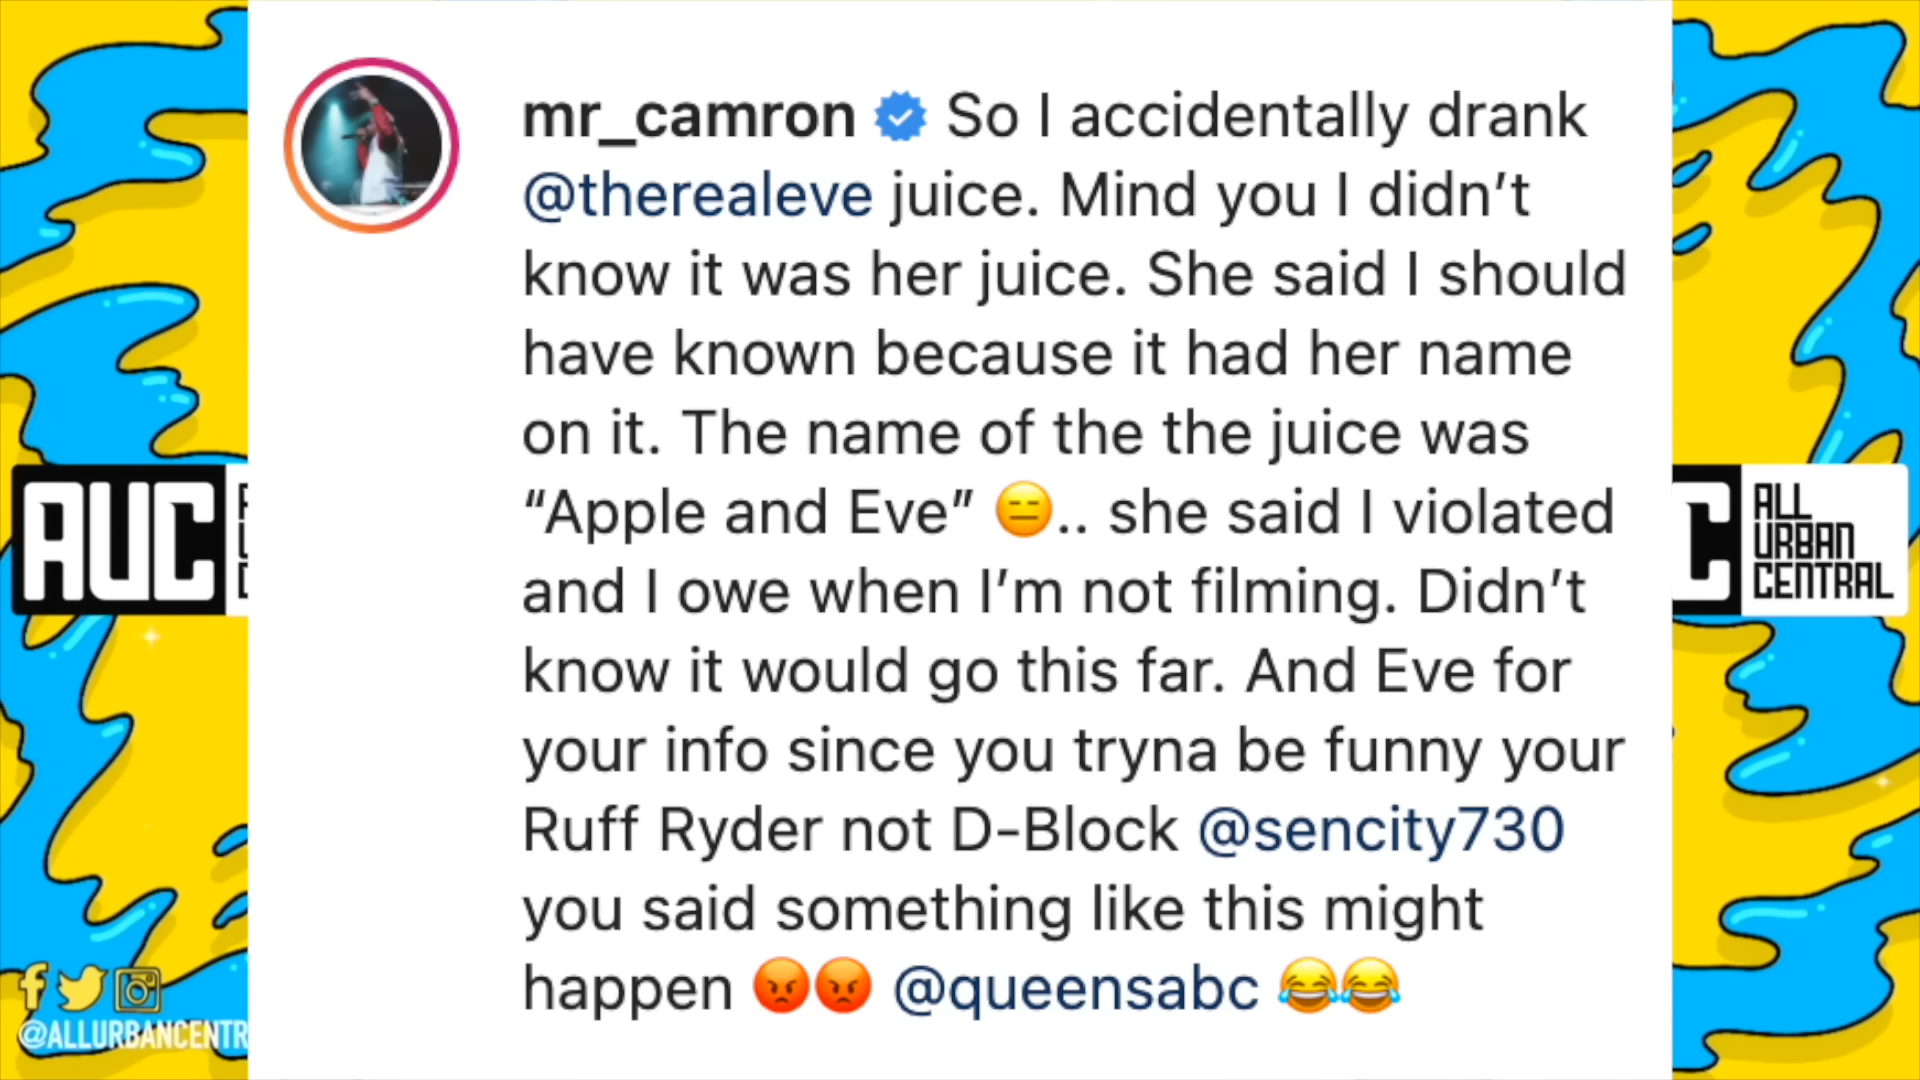 mr_camron So I accidentally drank
@therealeve juice. Mind you I didn’t
know it was her juice. She said I should
have known because it had her name
on it. The name of the the juice was
“Apple and Eve” 😑.. she said I violated
and I owe when I’m not filming. Didn’t
know it would go this far. And Eve for
your info since you tryna be funny your
Ruff Ryder not D-Block @sencity730
you said something like this might
happen 😡😡 @queensabc 😂😂
AUC
C
ALL
URBAN
CENTRAL
@ALLURBANCENTR